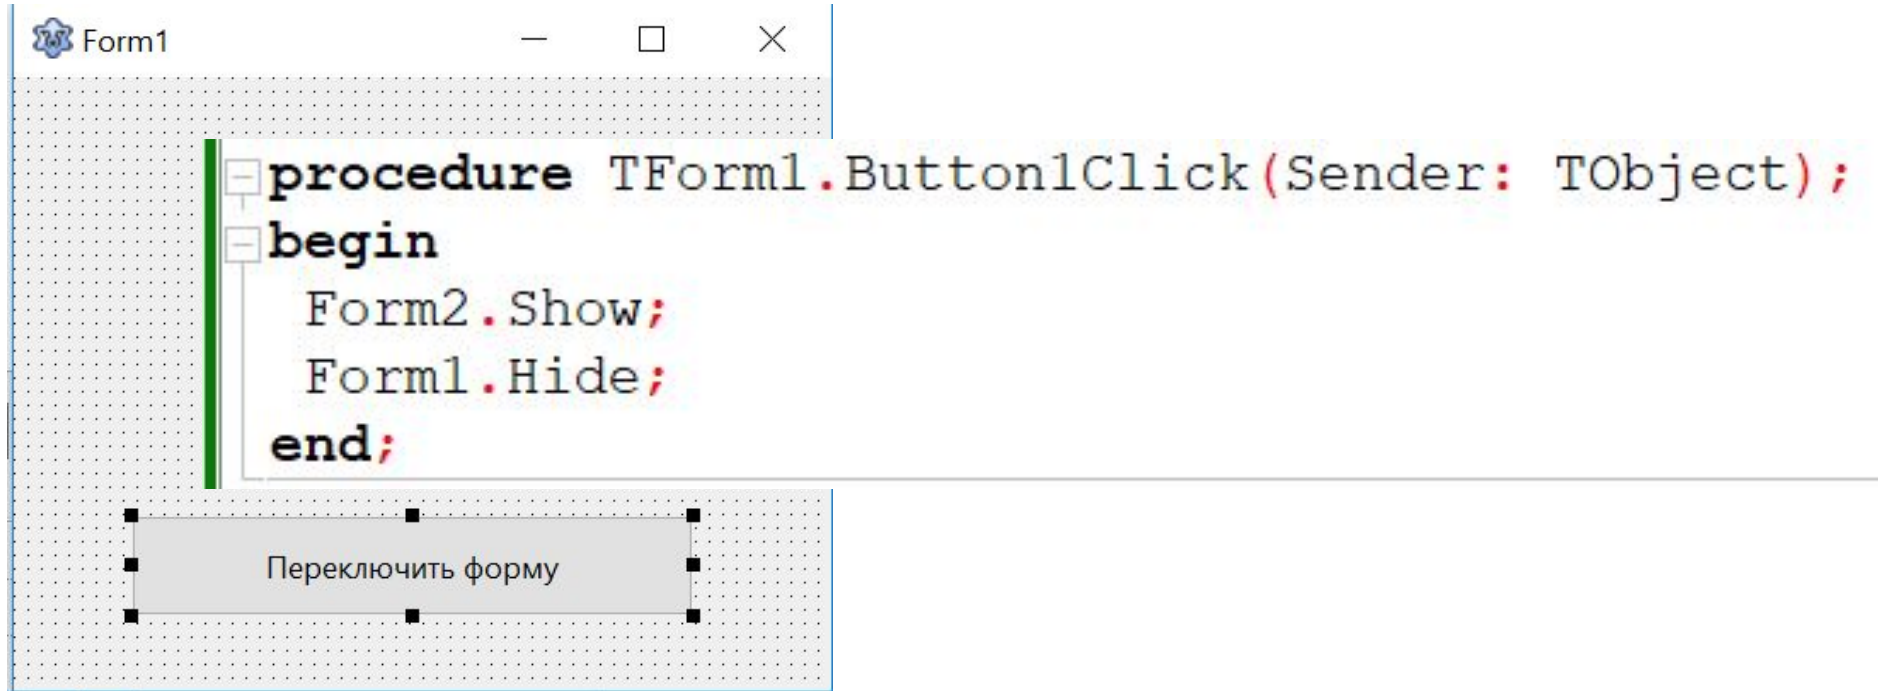 Form1
procedure TForm1.Button1Click(Sender: TObject);
begin
Form2.Show;
Form1.Hide;
end;
Переключить форму